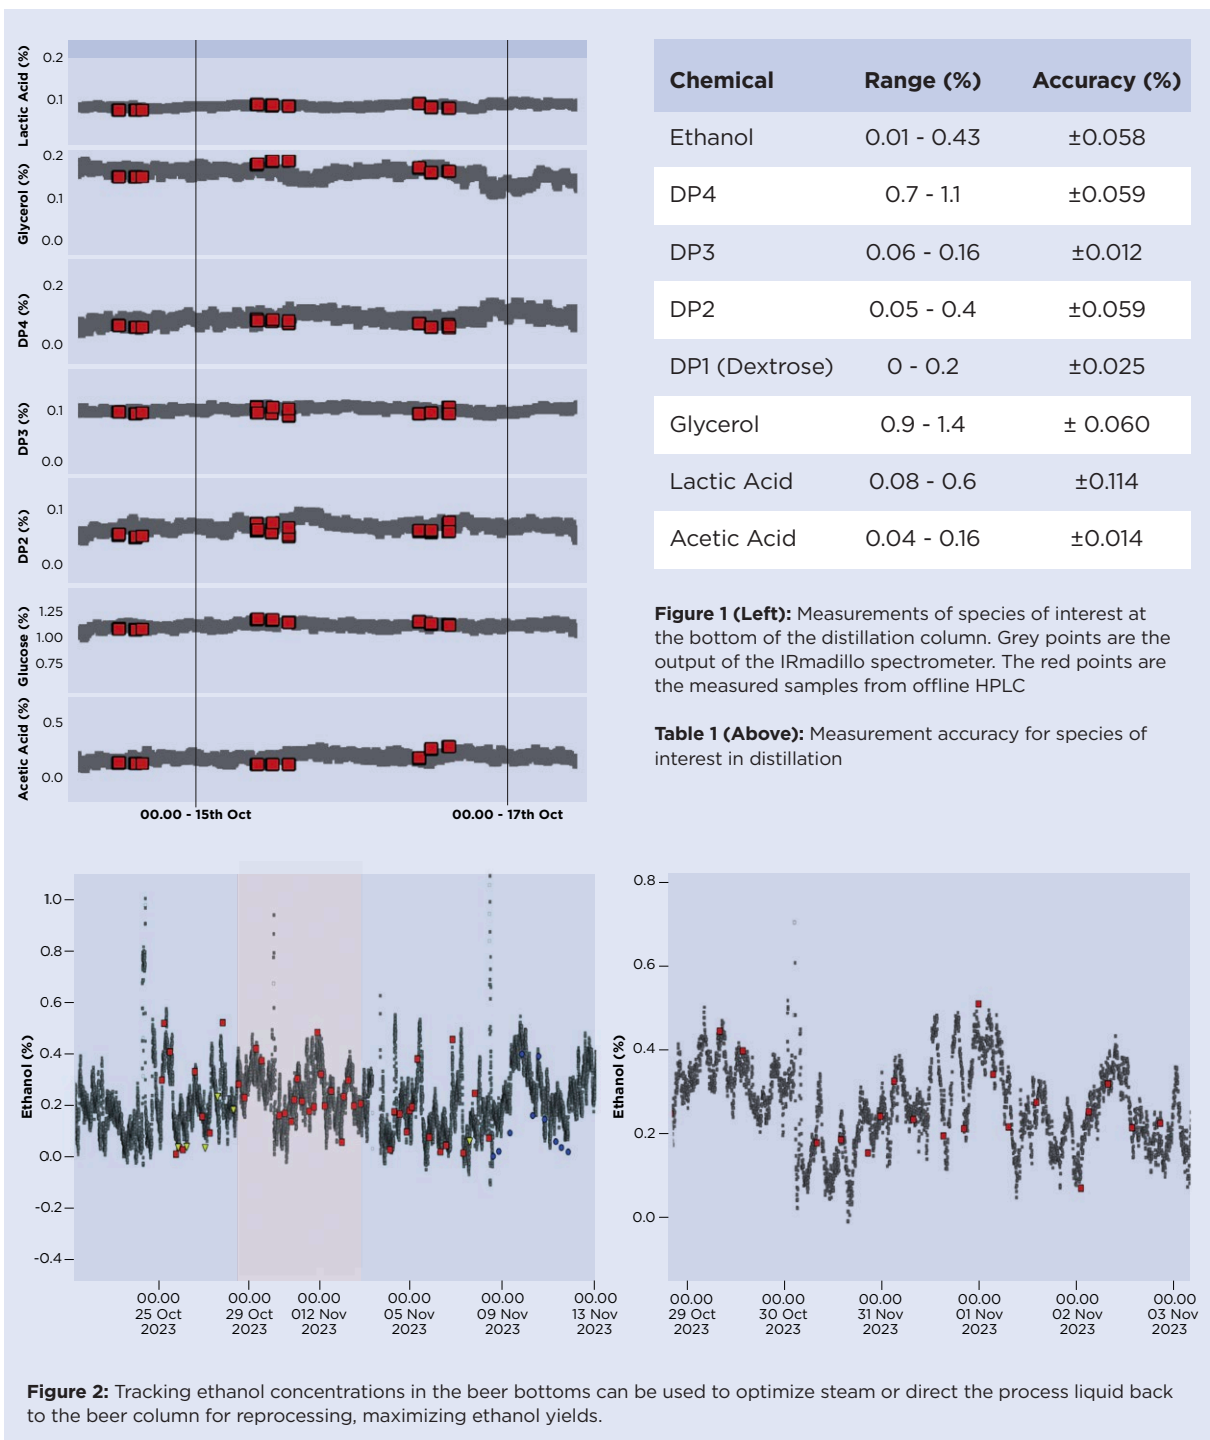 Lactic Acid (%)
0.2
0.1
Glycerol (%)
0.2
0.1
0.0
DP4 (%)
0.2
0.0
DP3 (%)
0.1
0.0
DP2 (%)
0.1
0.0
Glucose (%)
1.25
1.00
0.75
Acetic Acid (%)
0.5
0.0
00.00 - 15th Oct
00.00 - 17th Oct
Chemical Range (%) Accuracy (%)
Ethanol 0.01 - 0.43 ±0.058
DP4 0.7 - 1.1 ±0.059
DP3 0.06 - 0.16 ±0.012
DP2 0.05 - 0.4 ±0.059
DP1 (Dextrose) 0 - 0.2 ±0.025
Glycerol 0.9 - 1.4 ± 0.060
Lactic Acid 0.08 - 0.6 ±0.114
Acetic Acid 0.04 - 0.16 ±0.014
Figure 1 (Left): Measurements of species of interest at
the bottom of the distillation column. Grey points are the
output of the IRmadillo spectrometer. The red points are
the measured samples from offline HPLC
Table 1 (Above): Measurement accuracy for species of
interest in distillation
Ethanol (%)
1.0
0.8
0.6
0.4
0.2
0.0
-0.2
-0.4
00.00 00.00 00.00 00.00 00.00 00.00
25 Oct 29 Oct 012 Nov 05 Nov 09 Nov 13 Nov
2023 2023 2023 2023 2023 2023
Ethanol (%)
0.8
0.6
0.4
0.2
0.0
00.00 00.00 00.00 00.00 00.00 00.00
29 Oct 30 Oct 31 Nov 01 Nov 02 Nov 03 Nov
2023 2023 2023 2023 2023 2023
Figure 2: Tracking ethanol concentrations in the beer bottoms can be used to optimize steam or direct the process liquid back
to the beer column for reprocessing, maximizing ethanol yields.